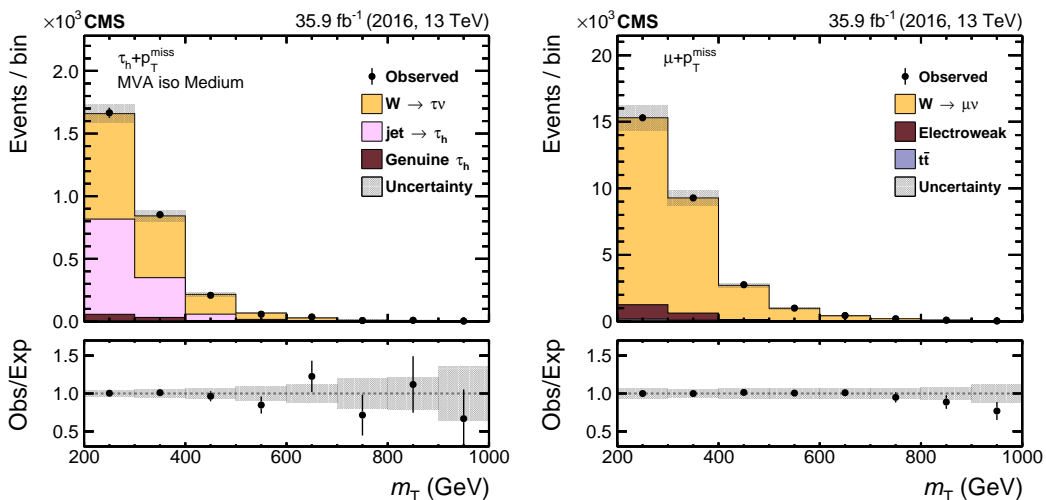 ×10³ CMS 35.9 fb⁻¹ (2016, 13 TeV)
Events / bin
2.0
1.5
1.0
0.5
0.0
τh+pTmiss
MVA iso Medium
Observed
W → τν
jet → τh
Genuine τh
Uncertainty
Obs/Exp
1.5
1.0
0.5
200 400 600 800 1000
mT (GeV)
×10³ CMS 35.9 fb⁻¹ (2016, 13 TeV)
Events / bin
20
15
10
5
0
μ+pTmiss
Observed
W → μν
Electroweak
tt̄
Uncertainty
Obs/Exp
1.5
1.0
0.5
200 400 600 800 1000
mT (GeV)